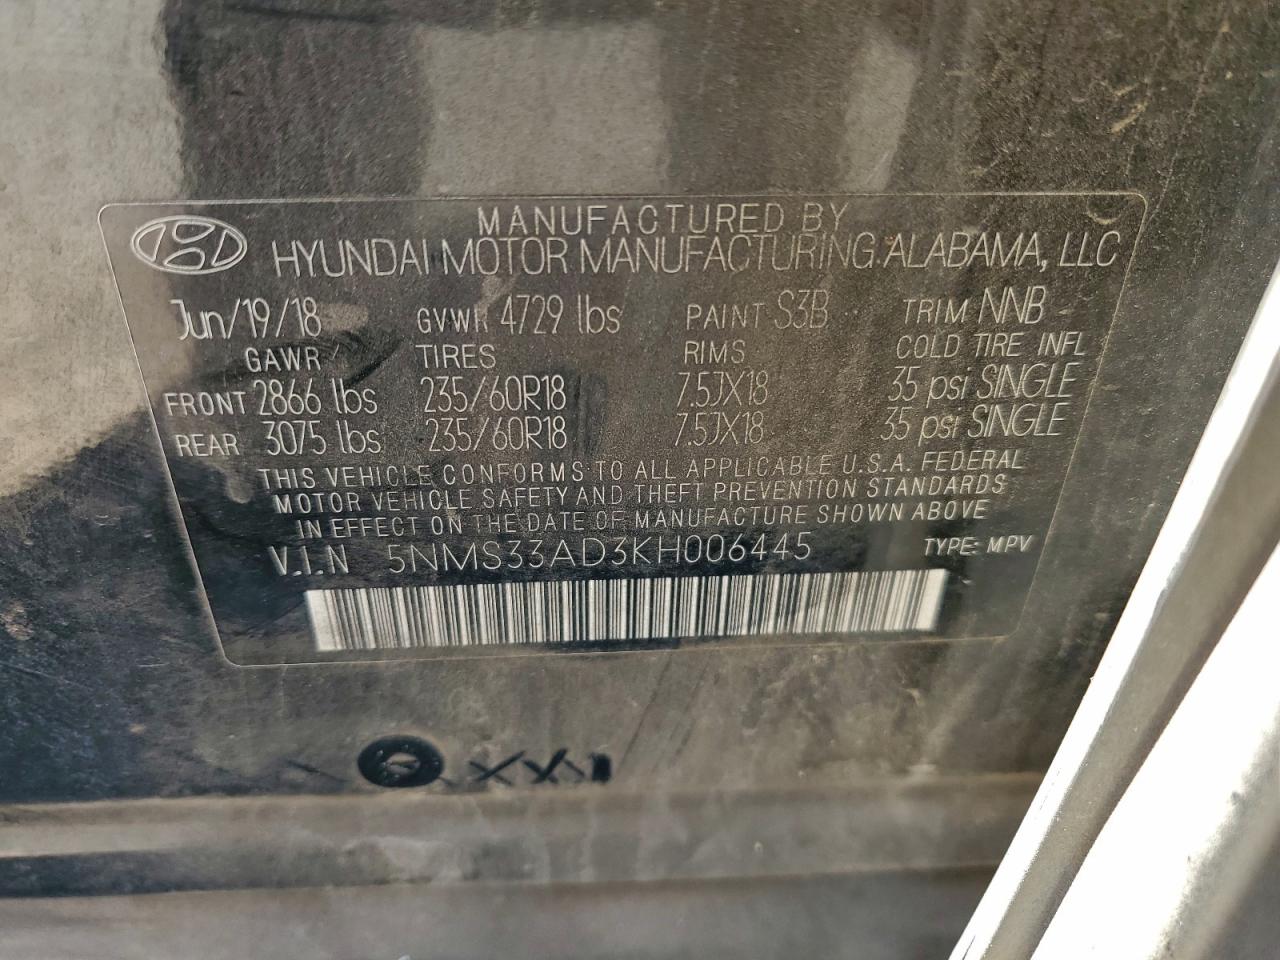 MANUFACTURED BY
HYUNDAI MOTOR MANUFACTURING ALABAMA, LLC
Jun/19/18 GVWR 4729 lbs PAINT S3B TRIM NNB
GAWR TIRES RIMS COLD TIRE INFL
FRONT 2866 lbs 235/60R18 7.5JX18 35 psi SINGLE
REAR 3075 lbs 235/60R18 7.5JX18 35 psi SINGLE
THIS VEHICLE CONFORMS TO ALL APPLICABLE U.S.A. FEDERAL
MOTOR VEHICLE SAFETY AND THEFT PREVENTION STANDARDS
IN EFFECT ON THE DATE OF MANUFACTURE SHOWN ABOVE
V.I.N 5NMS33AD3KH006445 TYPE: MPV